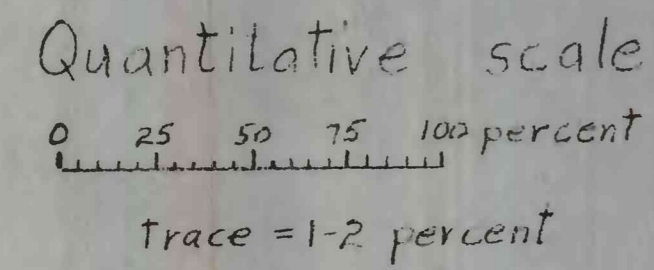 Quantitative scale
0 25 50 75 100 percent
trace = 1-2 percent